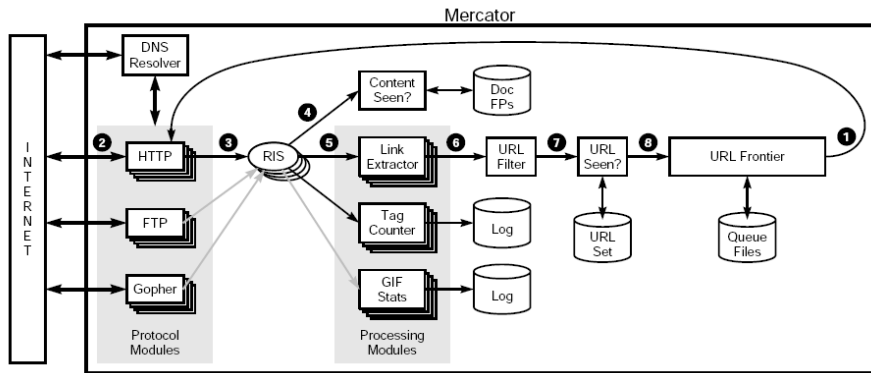 Mercator
DNS
Resolver
Content
Seen?
Doc
FPs
4
1
2
3
5
6
7
8
INTERNET
HTTP
RIS
Link
Extractor
URL
Filter
URL
Seen?
URL Frontier
FTP
Tag
Counter
Log
URL
Set
Queue
Files
Gopher
GIF
Stats
Log
Protocol
Modules
Processing
Modules